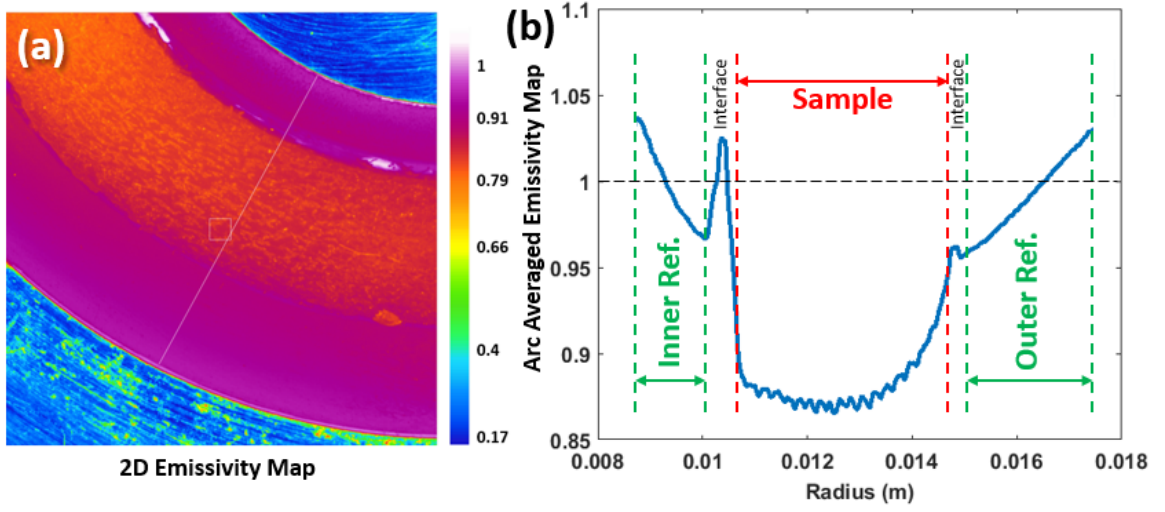 (a)
1
0.91
0.79
0.66
0.4
0.17
2D Emissivity Map
(b)
Arc Averaged Emissivity Map
1.1
1.05
1
0.95
0.9
0.85
Interface
Sample
Interface
Inner Ref.
Outer Ref.
0.008
0.01
0.012
0.014
0.016
0.018
Radius (m)